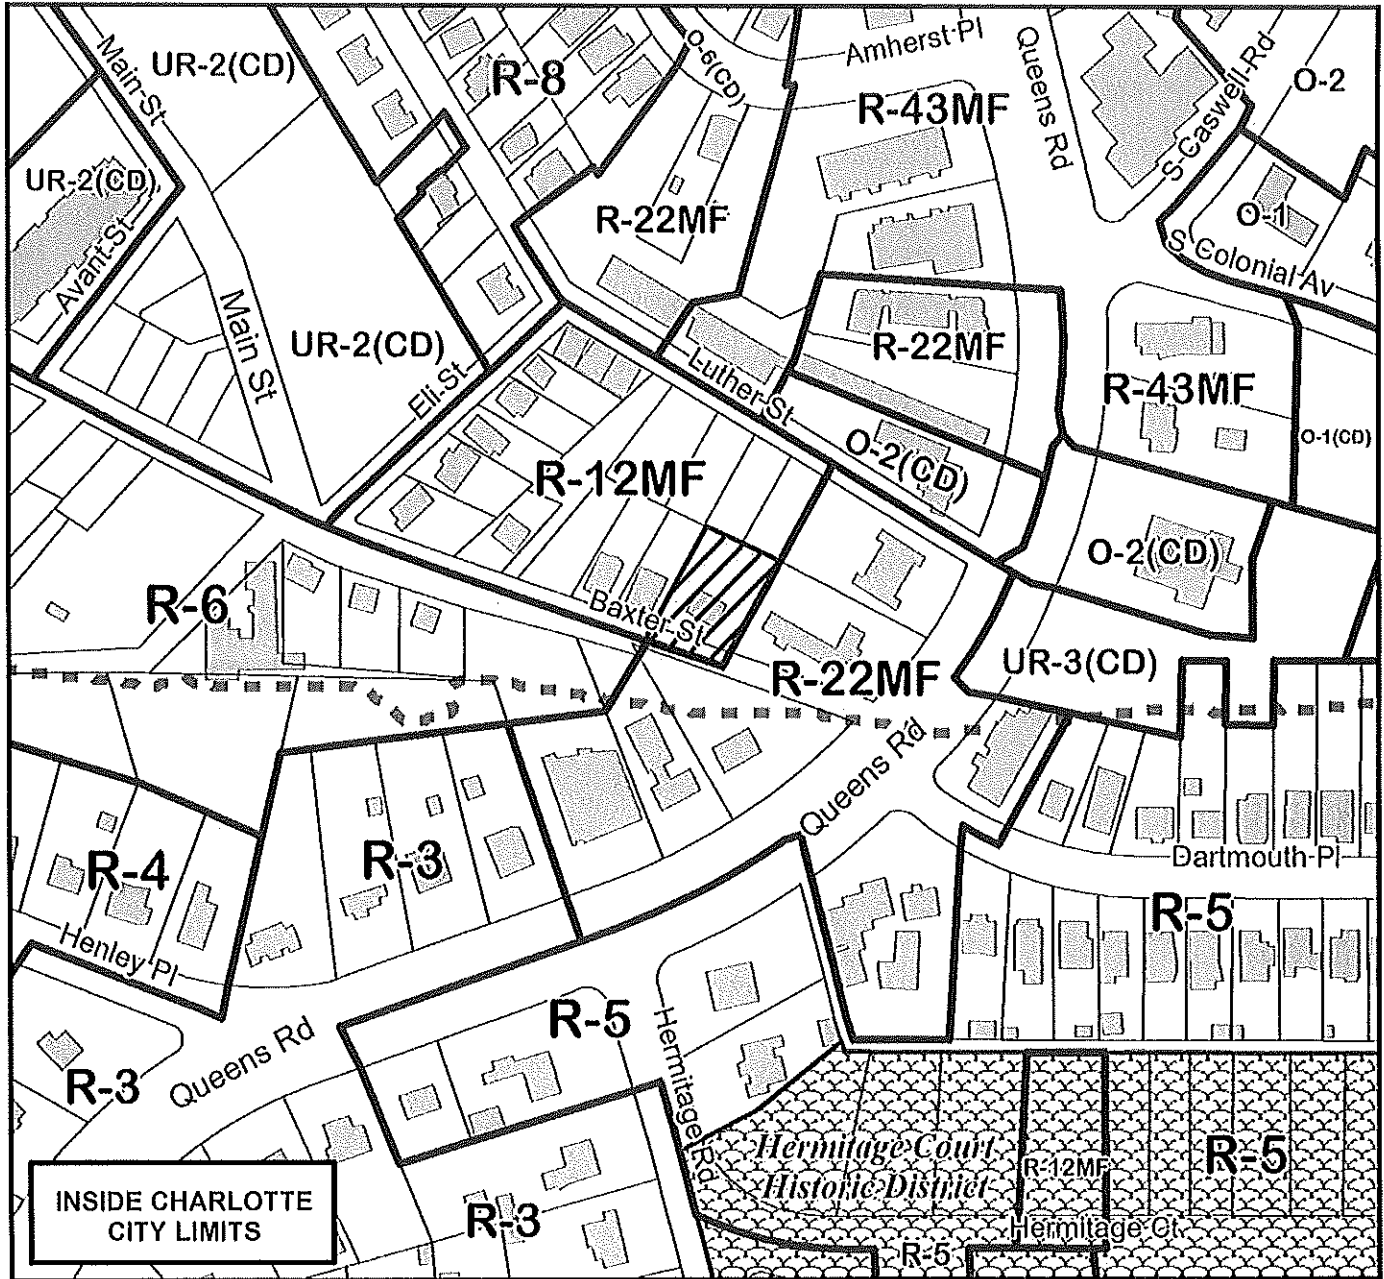 Main St
UR-2(CD)
R-8
O-6(CD)
Amherst Pl
Queens Rd
S Caswell Rd
O-2
R-43MF
UR-2(CD)
Avant St
R-22MF
O-1
S Colonial Av
Main St
UR-2(CD)
Eli St
Luther St
R-22MF
R-43MF
O-1(CD)
O-2(CD)
R-12MF
O-2(CD)
R-6
Baxter St
R-22MF
UR-3(CD)
Queens Rd
R-4
R-3
Dartmouth Pl
R-5
Henley Pl
R-5
Hermitage Rd
Queens Rd
R-3
Hermitage Court
Historic District
R-12MF
R-5
INSIDE CHARLOTTE
CITY LIMITS
R-3
Hermitage Ct
R-5